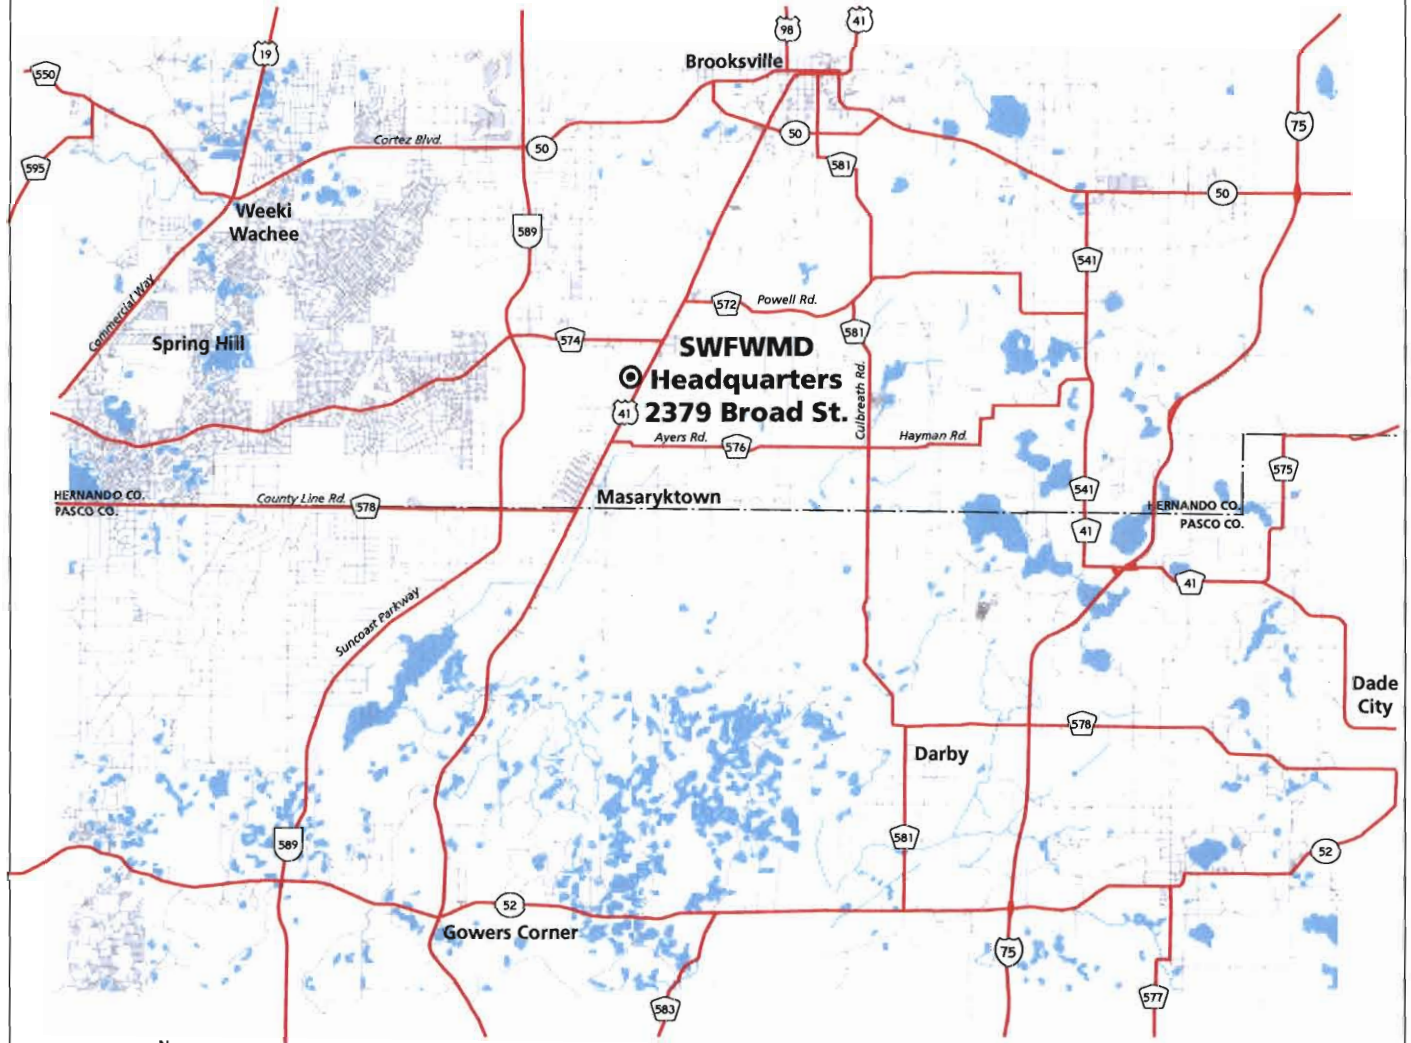 98
41
19
Brooksville
550
75
Cortez Blvd.
50
50
595
581
50
Weeki
Wachee
589
541
Commercial Way
572
Powell Rd.
581
574
Spring Hill
SWFWMD
Headquarters
2379 Broad St.
41
Culbreath Rd.
Ayers Rd.
576
Hayman Rd.
575
541
HERNANDO CO.
PASCO CO.
County Line Rd.
578
Masaryktown
HERNANDO CO.
PASCO CO.
41
41
Suncoast Parkway
Dade
City
578
Darby
589
581
52
52
Gowers Corner
75
577
583
N